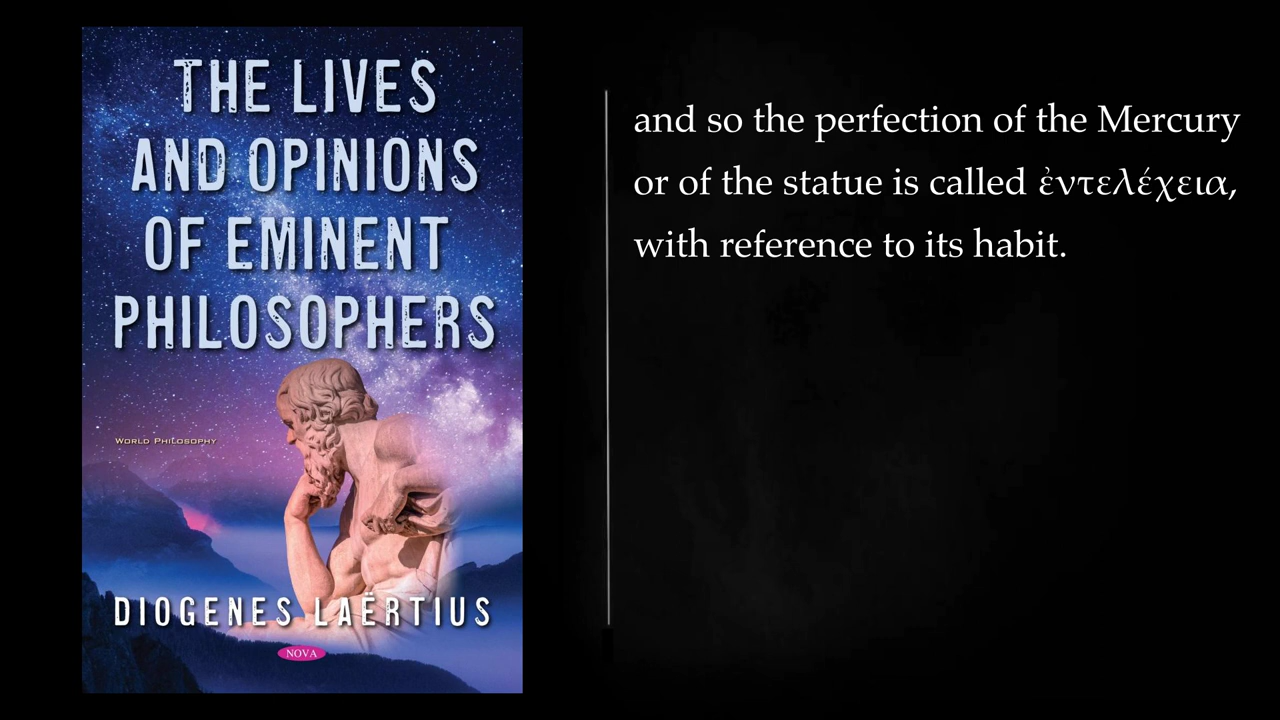 THE LIVES
AND OPINIONS
OF EMINENT
PHILOSOPHERS
WORLD PHILOSOPHY
DIOGENES LAËRTIUS
NOVA
and so the perfection of the Mercury
or of the statue is called ἐντελέχεια,
with reference to its habit.